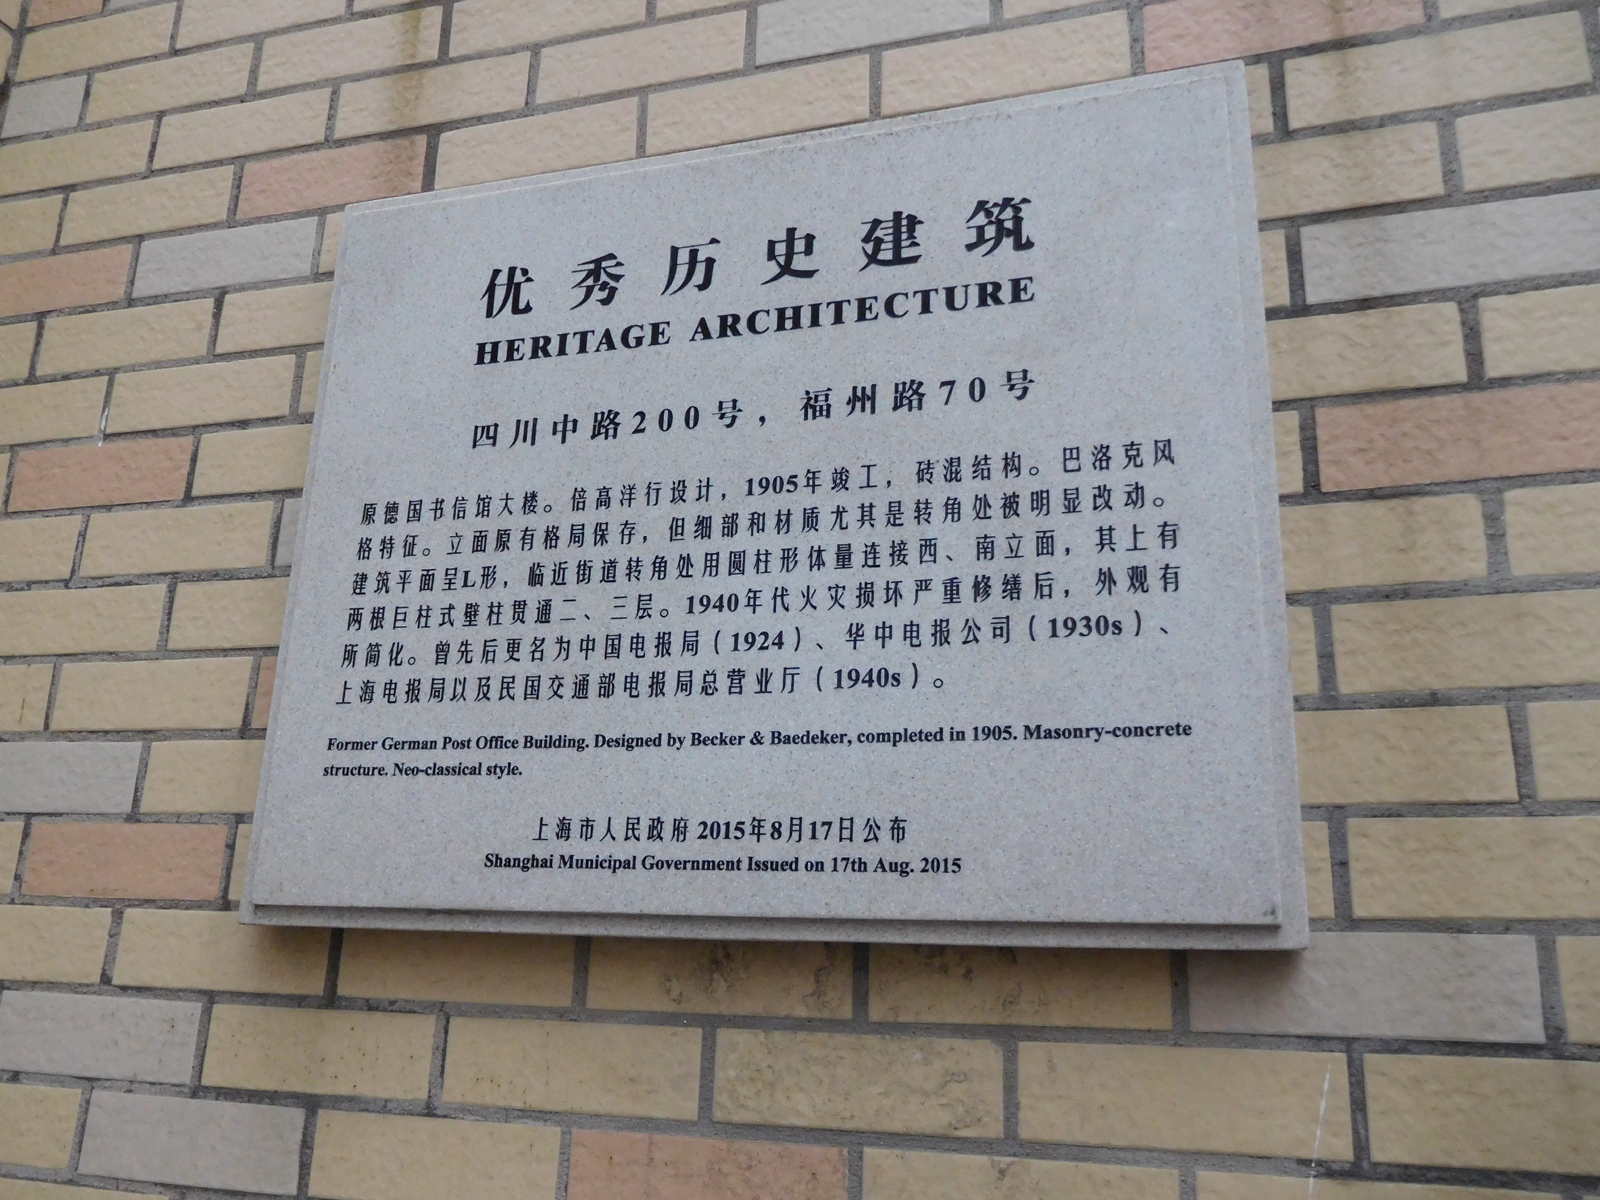 优秀历史建筑
HERITAGE ARCHITECTURE
四川中路200号，福州路70号
原德国书信馆大楼。倍高洋行设计，1905年竣工，砖混结构。巴洛克风
格特征。立面原有格局保存，但细部和材质尤其是转角处被明显改动。
建筑平面呈L形，临近街道转角处用圆柱形体量连接西、南立面，其上有
两根巨柱式壁柱贯通二、三层。1940年代火灾损坏严重修缮后，外观有
所简化。曾先后更名为中国电报局（1924）、华中电报公司（1930s）、
上海电报局以及民国交通部电报局总营业厅（1940s）。
Former German Post Office Building. Designed by Becker & Baedeker, completed in 1905. Masonry-concrete
structure. Neo-classical style.
上海市人民政府 2015年8月17日公布
Shanghai Municipal Government Issued on 17th Aug. 2015